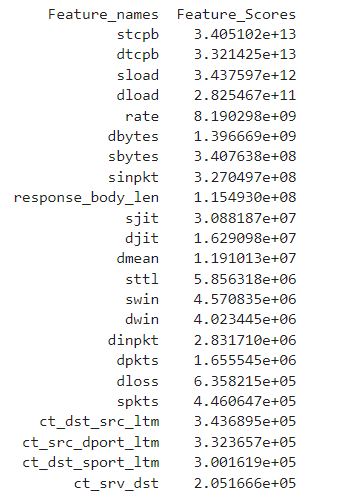 Feature_names Feature_Scores
stcpb 3.405102e+13
dtcpb 3.321425e+13
sload 3.437597e+12
dload 2.825467e+11
rate 8.190298e+09
dbytes 1.396669e+09
sbytes 3.407638e+08
sinpkt 3.270497e+08
response_body_len 1.154930e+08
sjit 3.088187e+07
djit 1.629098e+07
dmean 1.191013e+07
sttl 5.856318e+06
swin 4.570835e+06
dwin 4.023445e+06
dinpkt 2.831710e+06
dpkts 1.655545e+06
dloss 6.358215e+05
spkts 4.460647e+05
ct_dst_src_ltm 3.436895e+05
ct_src_dport_ltm 3.323657e+05
ct_dst_sport_ltm 3.001619e+05
ct_srv_dst 2.051666e+05